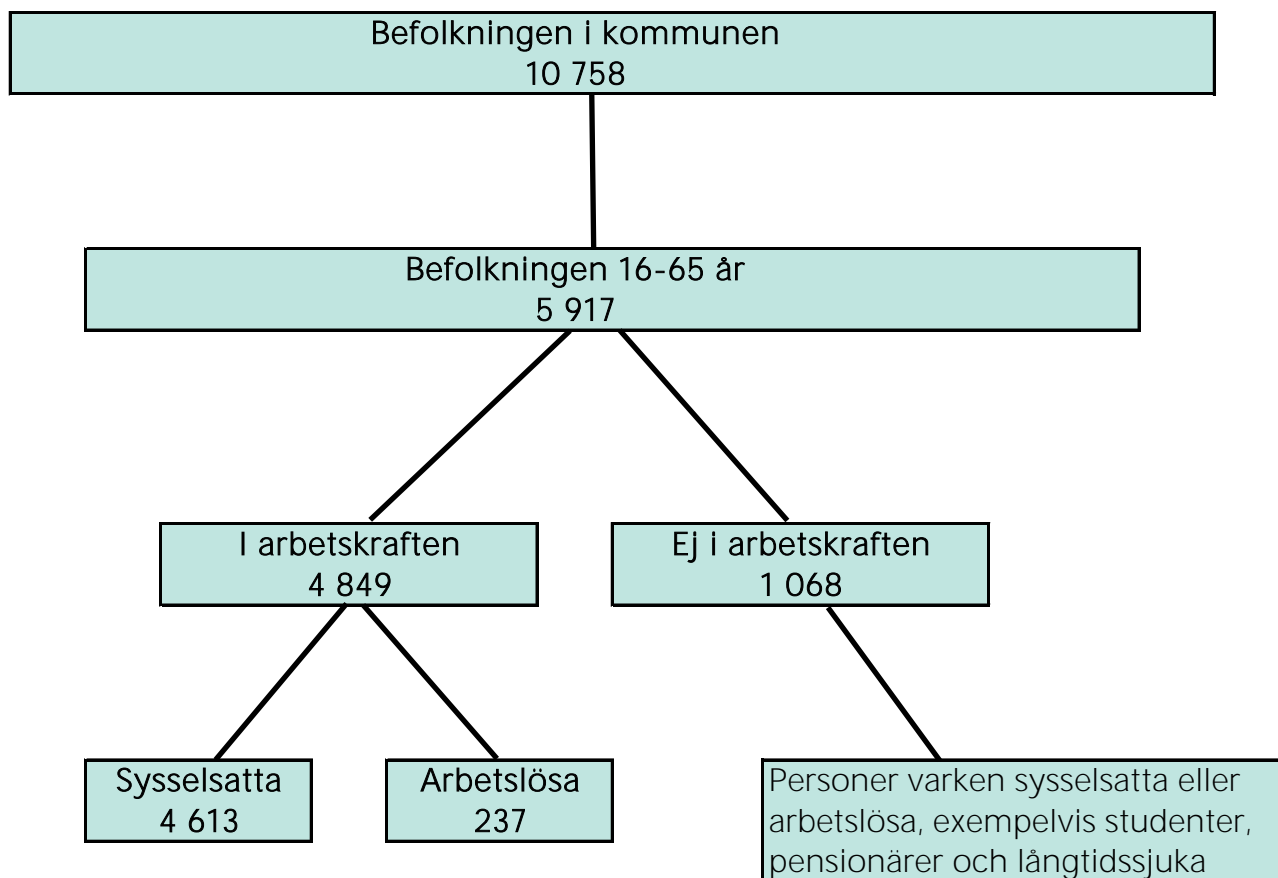 Befolkningen i kommunen
10 758
Befolkningen 16-65 år
5 917
I arbetskraften
4 849
Ej i arbetskraften
1 068
Sysselsatta
4 613
Arbetslösa
237
Personer varken sysselsatta eller
arbetslösa, exempelvis studenter,
pensionärer och långtidssjuka